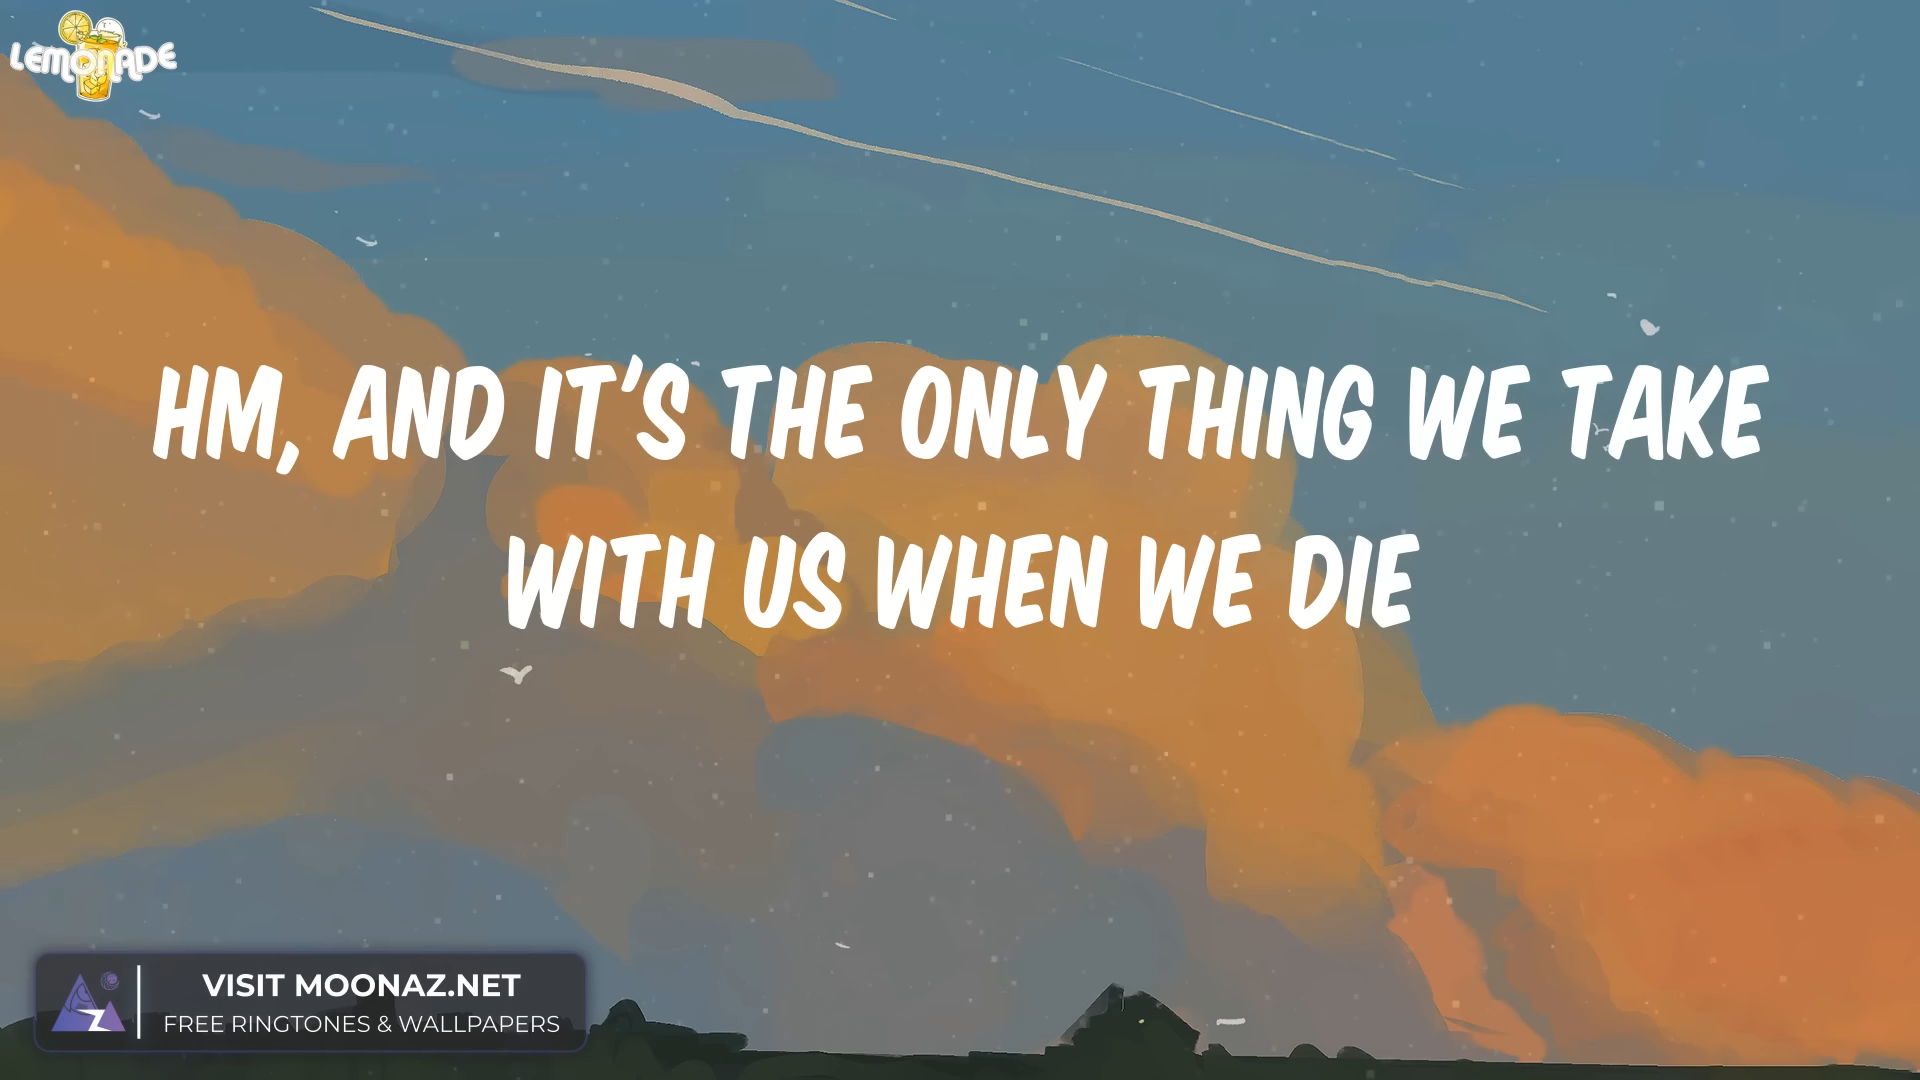 LEMONADE
HM, AND IT'S THE ONLY THING WE TAKE
WITH US WHEN WE DIE
VISIT MOONAZ.NET
FREE RINGTONES & WALLPAPERS